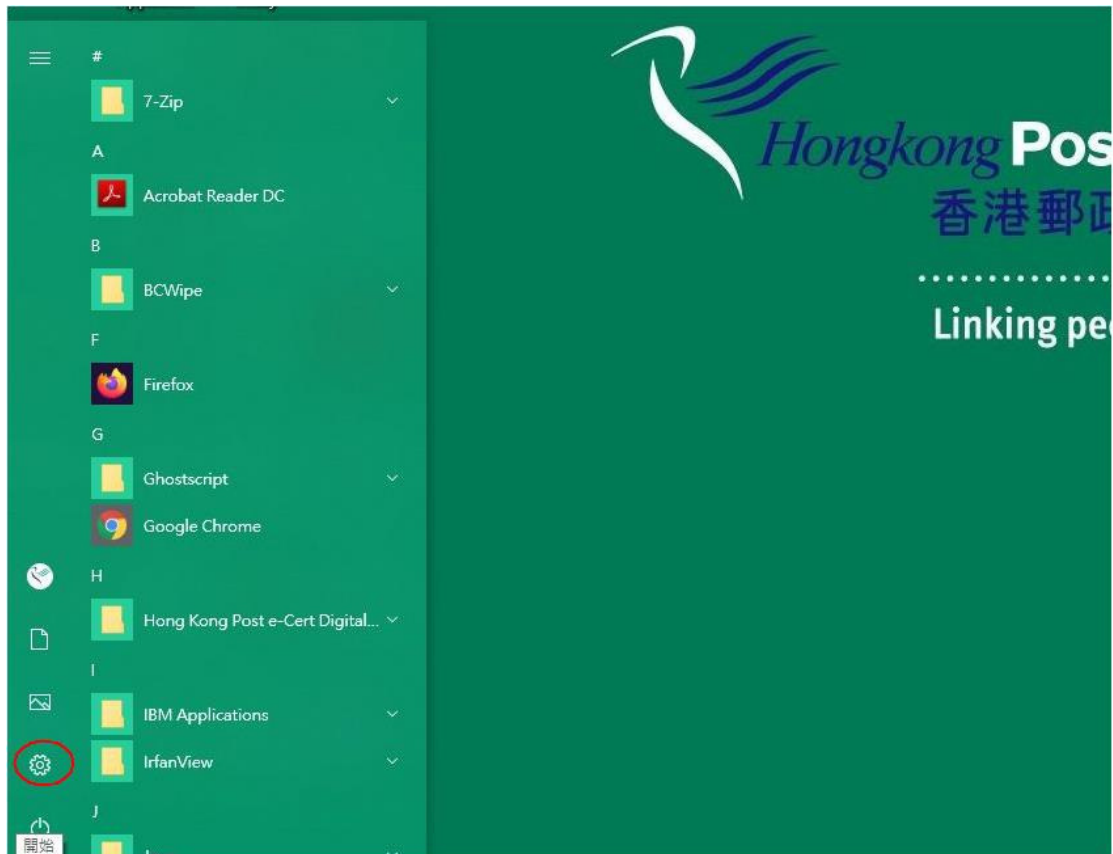 #
7-Zip
A
Acrobat Reader DC
B
BCWipe
F
Firefox
G
Ghostscript
Google Chrome
H
Hong Kong Post e-Cert Digital...
I
IBM Applications
IrfanView
J
開始
Hongkong Pos
香港郵政
Linking pe